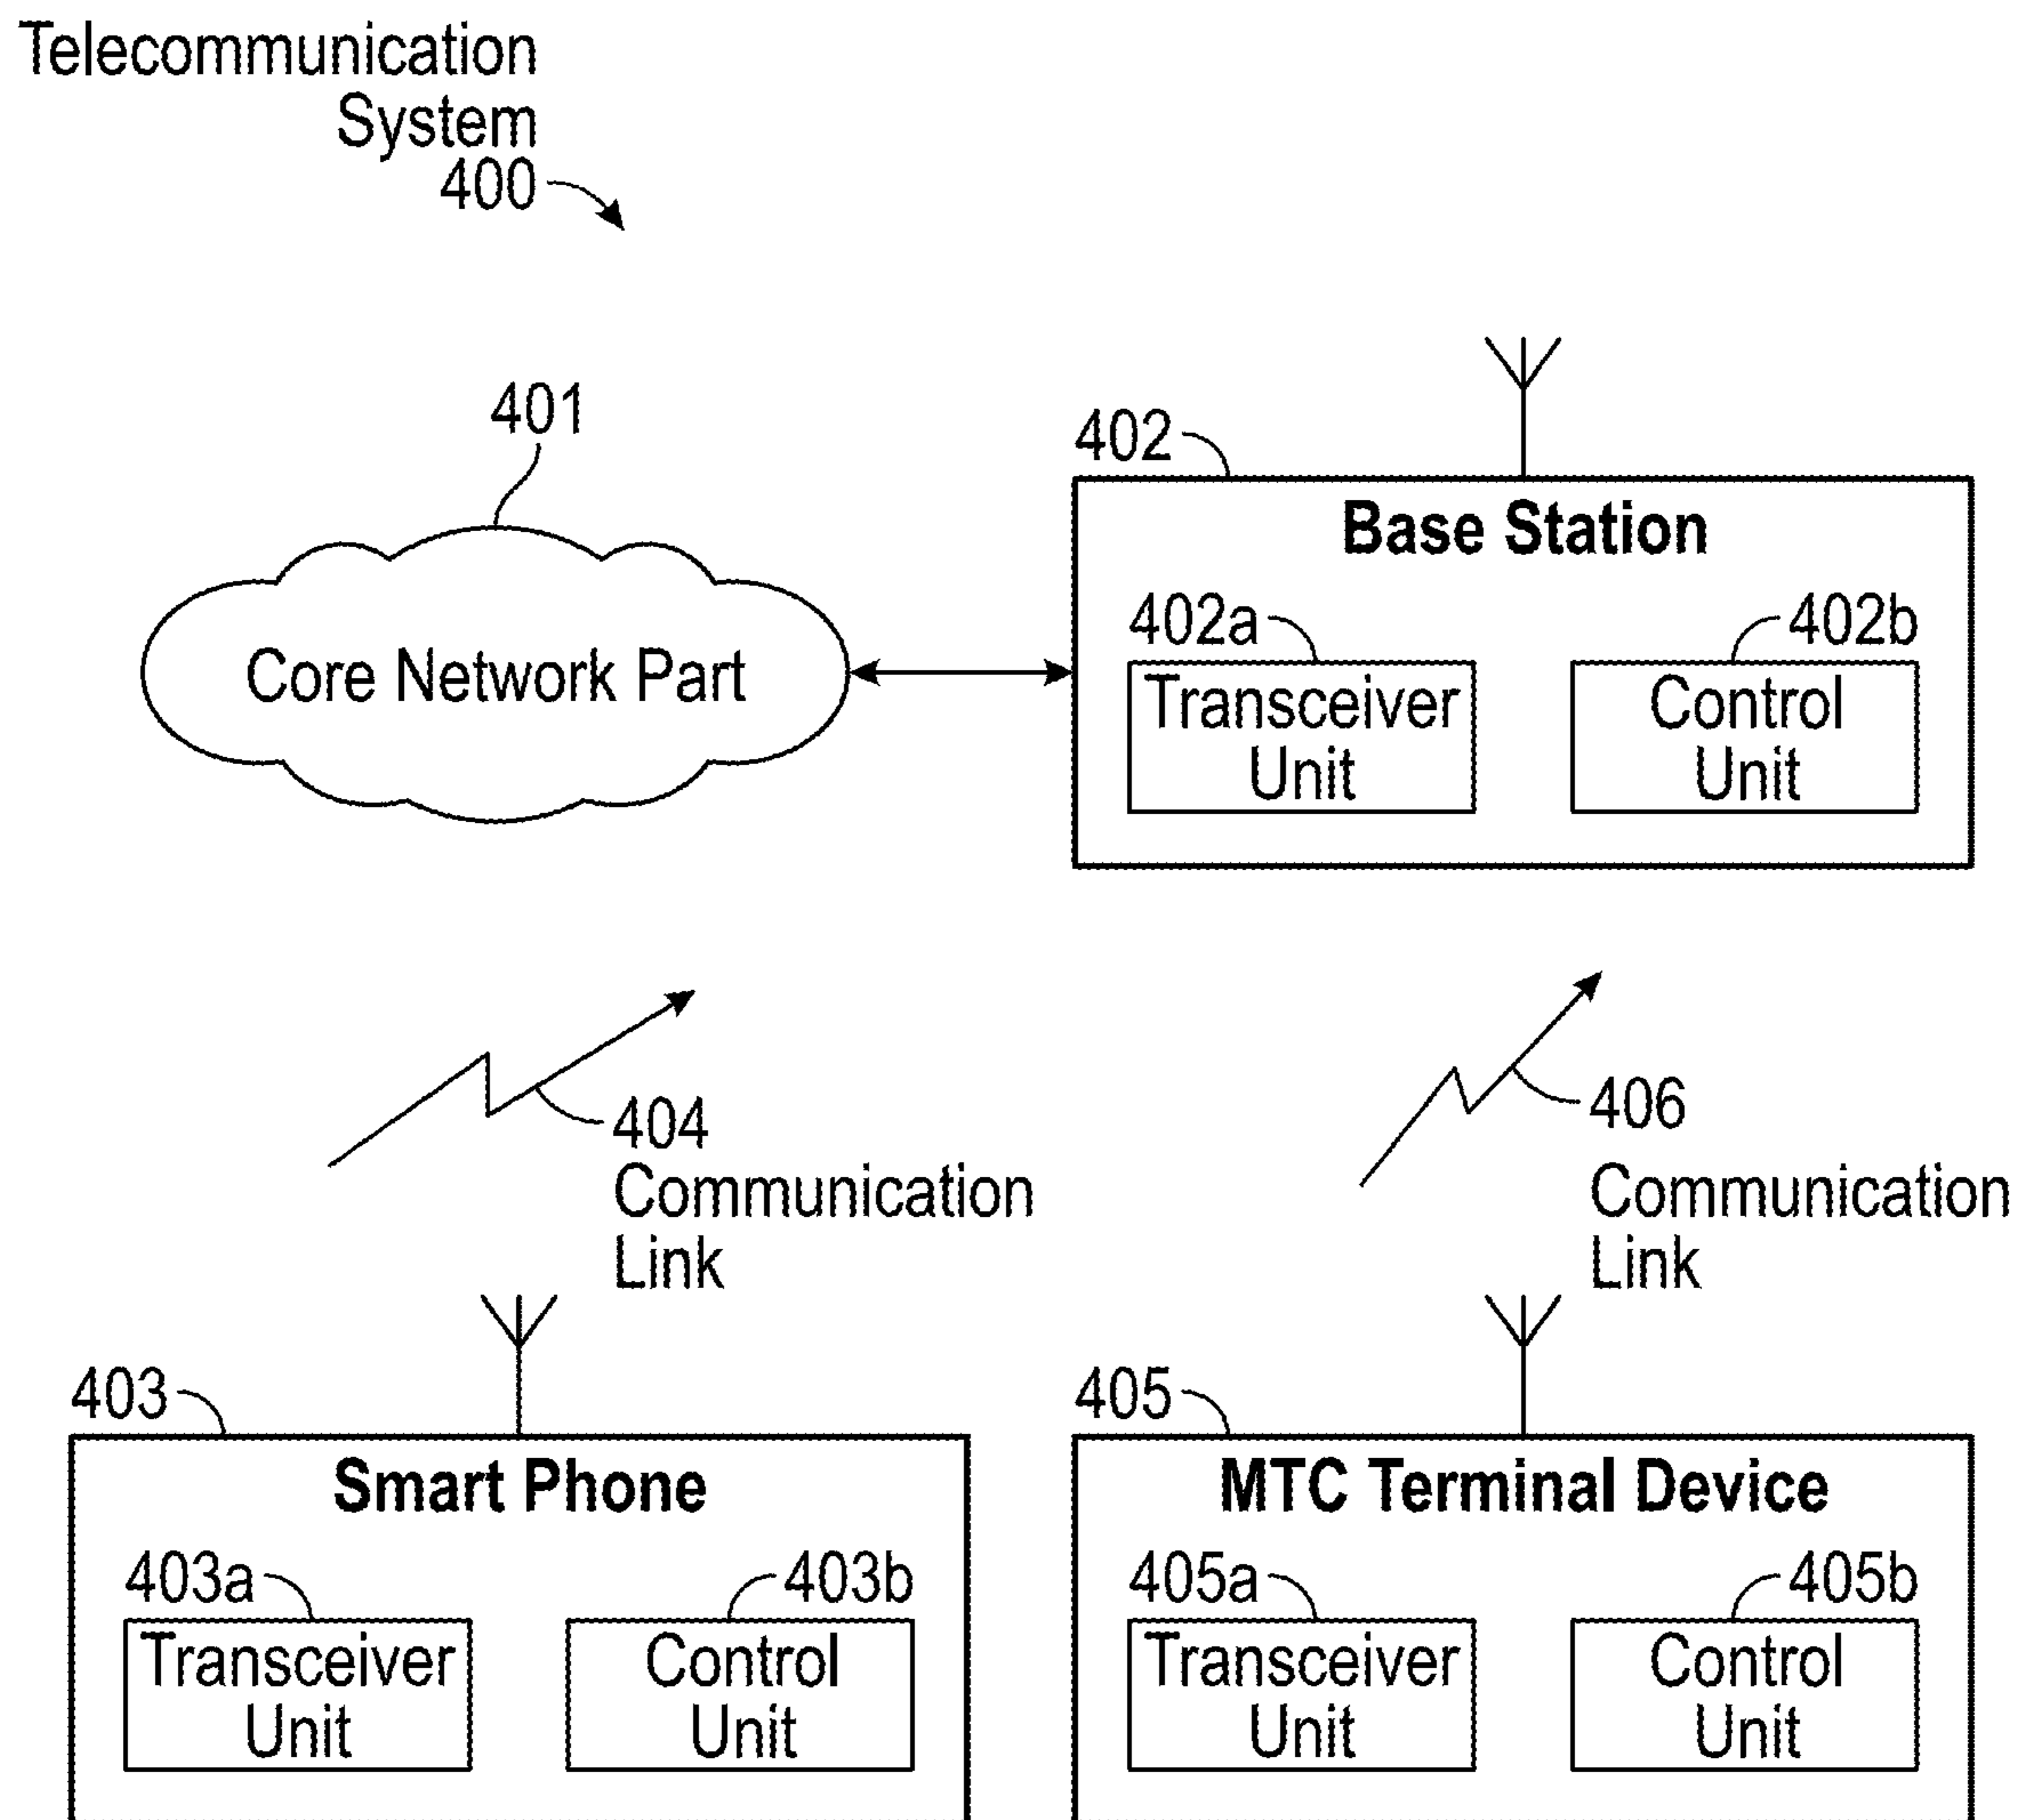 Telecommunication
System
400
401
402
Base Station
402a
402b
Core Network Part
Transceiver
Unit
Control
Unit
404
Communication
Link
406
Communication
Link
403
Smart Phone
403a
403b
Transceiver
Unit
Control
Unit
405
MTC Terminal Device
405a
405b
Transceiver
Unit
Control
Unit